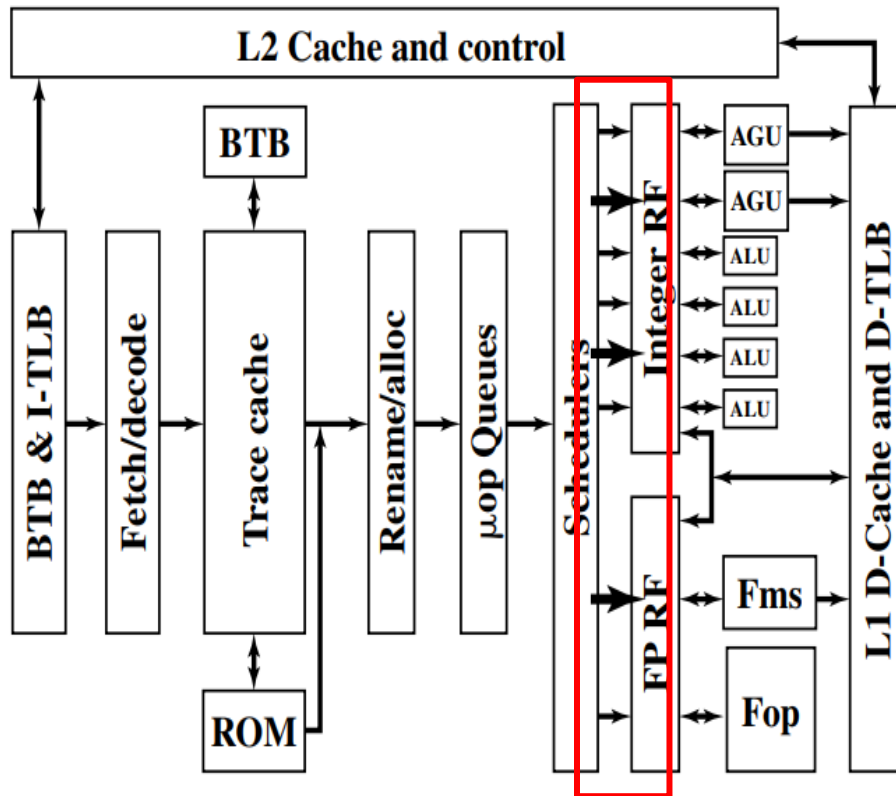 L2 Cache and control
BTB
BTB & I-TLB
Fetch/decode
Trace cache
Rename/alloc
μop Queues
Schedulers
Integer RF
FP RF
AGU
AGU
ALU
ALU
ALU
ALU
Fms
Fop
L1 D-Cache and D-TLB
ROM